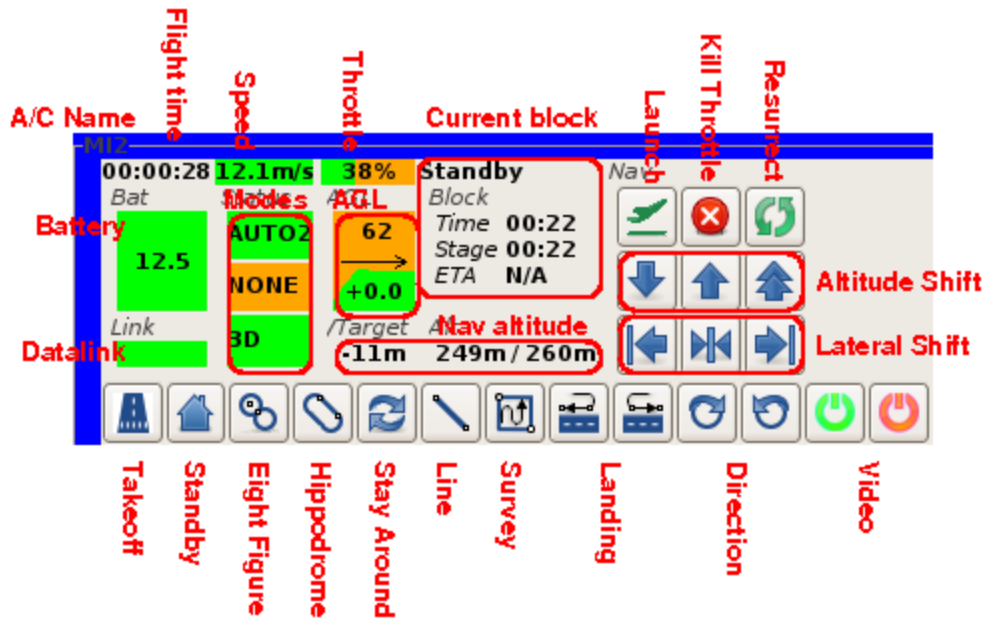 Flight time
Speed
Throttle
Kill Throttle
Resurrect
Launch
A/C Name
Current block
MI2
00:00:28
12.1m/s
38%
Standby
Nav
Bat
Modes
AGL
Block
Battery
12.5
AUTO2
62
Time 00:22
Stage 00:22
NONE
+0.0
ETA N/A
Altitude Shift
Link
/Target
Nav altitude
Datalink
3D
-11m
249m / 260m
Lateral Shift
Takeoff
Standby
Eight Figure
Hippodrome
Stay Around
Line
Survey
Landing
Direction
Video